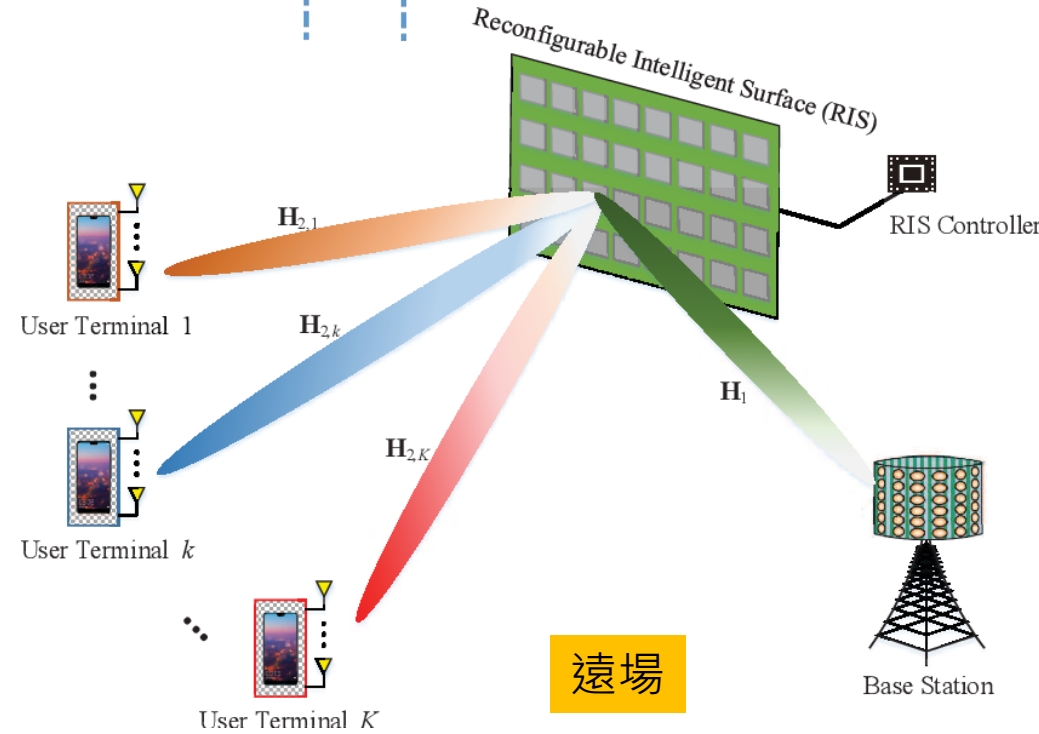 Reconfigurable Intelligent Surface (RIS)
RIS Controller
H2,1
User Terminal 1
H2,k
H1
User Terminal k
H2,K
遠場
Base Station
User Terminal K